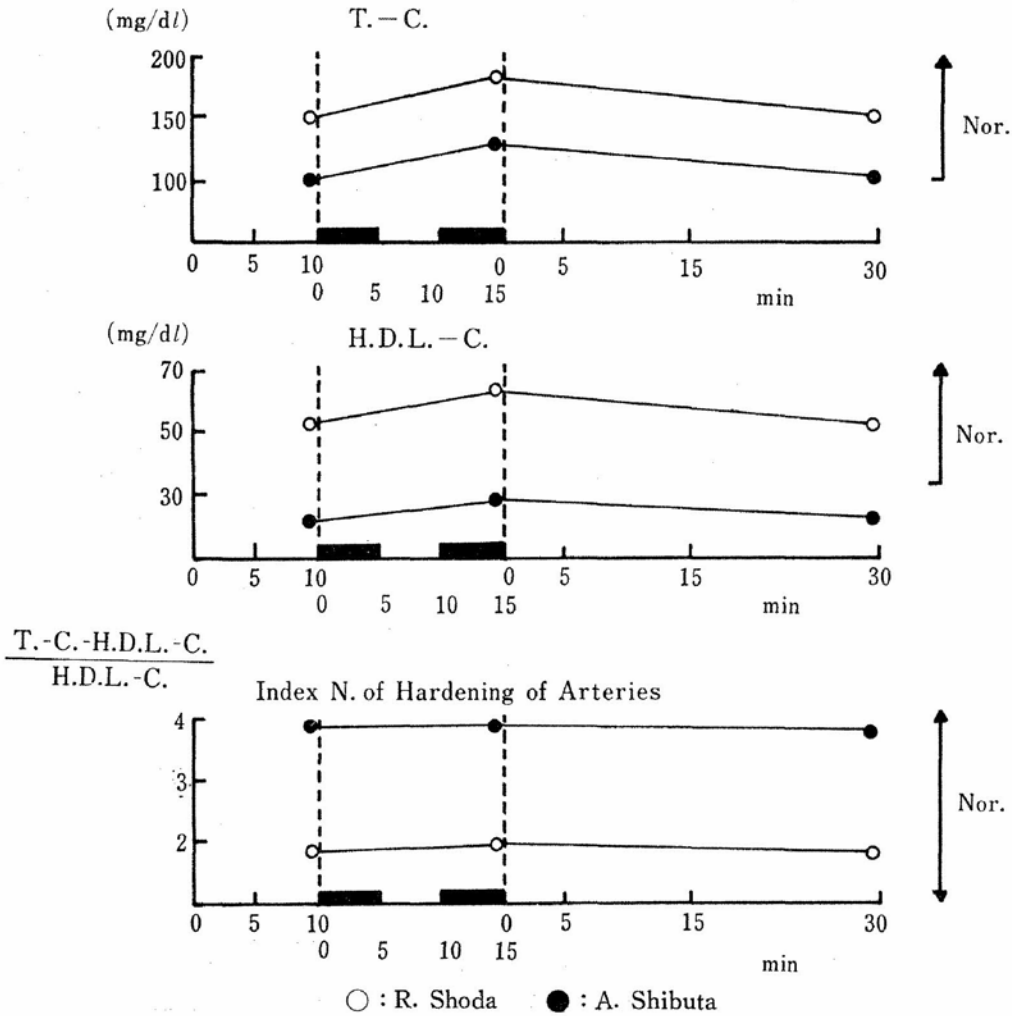 (mg/dl) T.-C.
200
150
100
Nor.
0 5 10 0 5 15 30
0 5 10 15 min
(mg/dl) H.D.L.-C.
70
50
30
Nor.
0 5 10 0 5 15 30
0 5 10 15 min
T.-C.-H.D.L.-C.
H.D.L.-C.
Index N. of Hardening of Arteries
4
3
2
Nor.
0 5 10 0 5 15 30
0 5 10 15 min
○ : R. Shoda ● : A. Shibuta